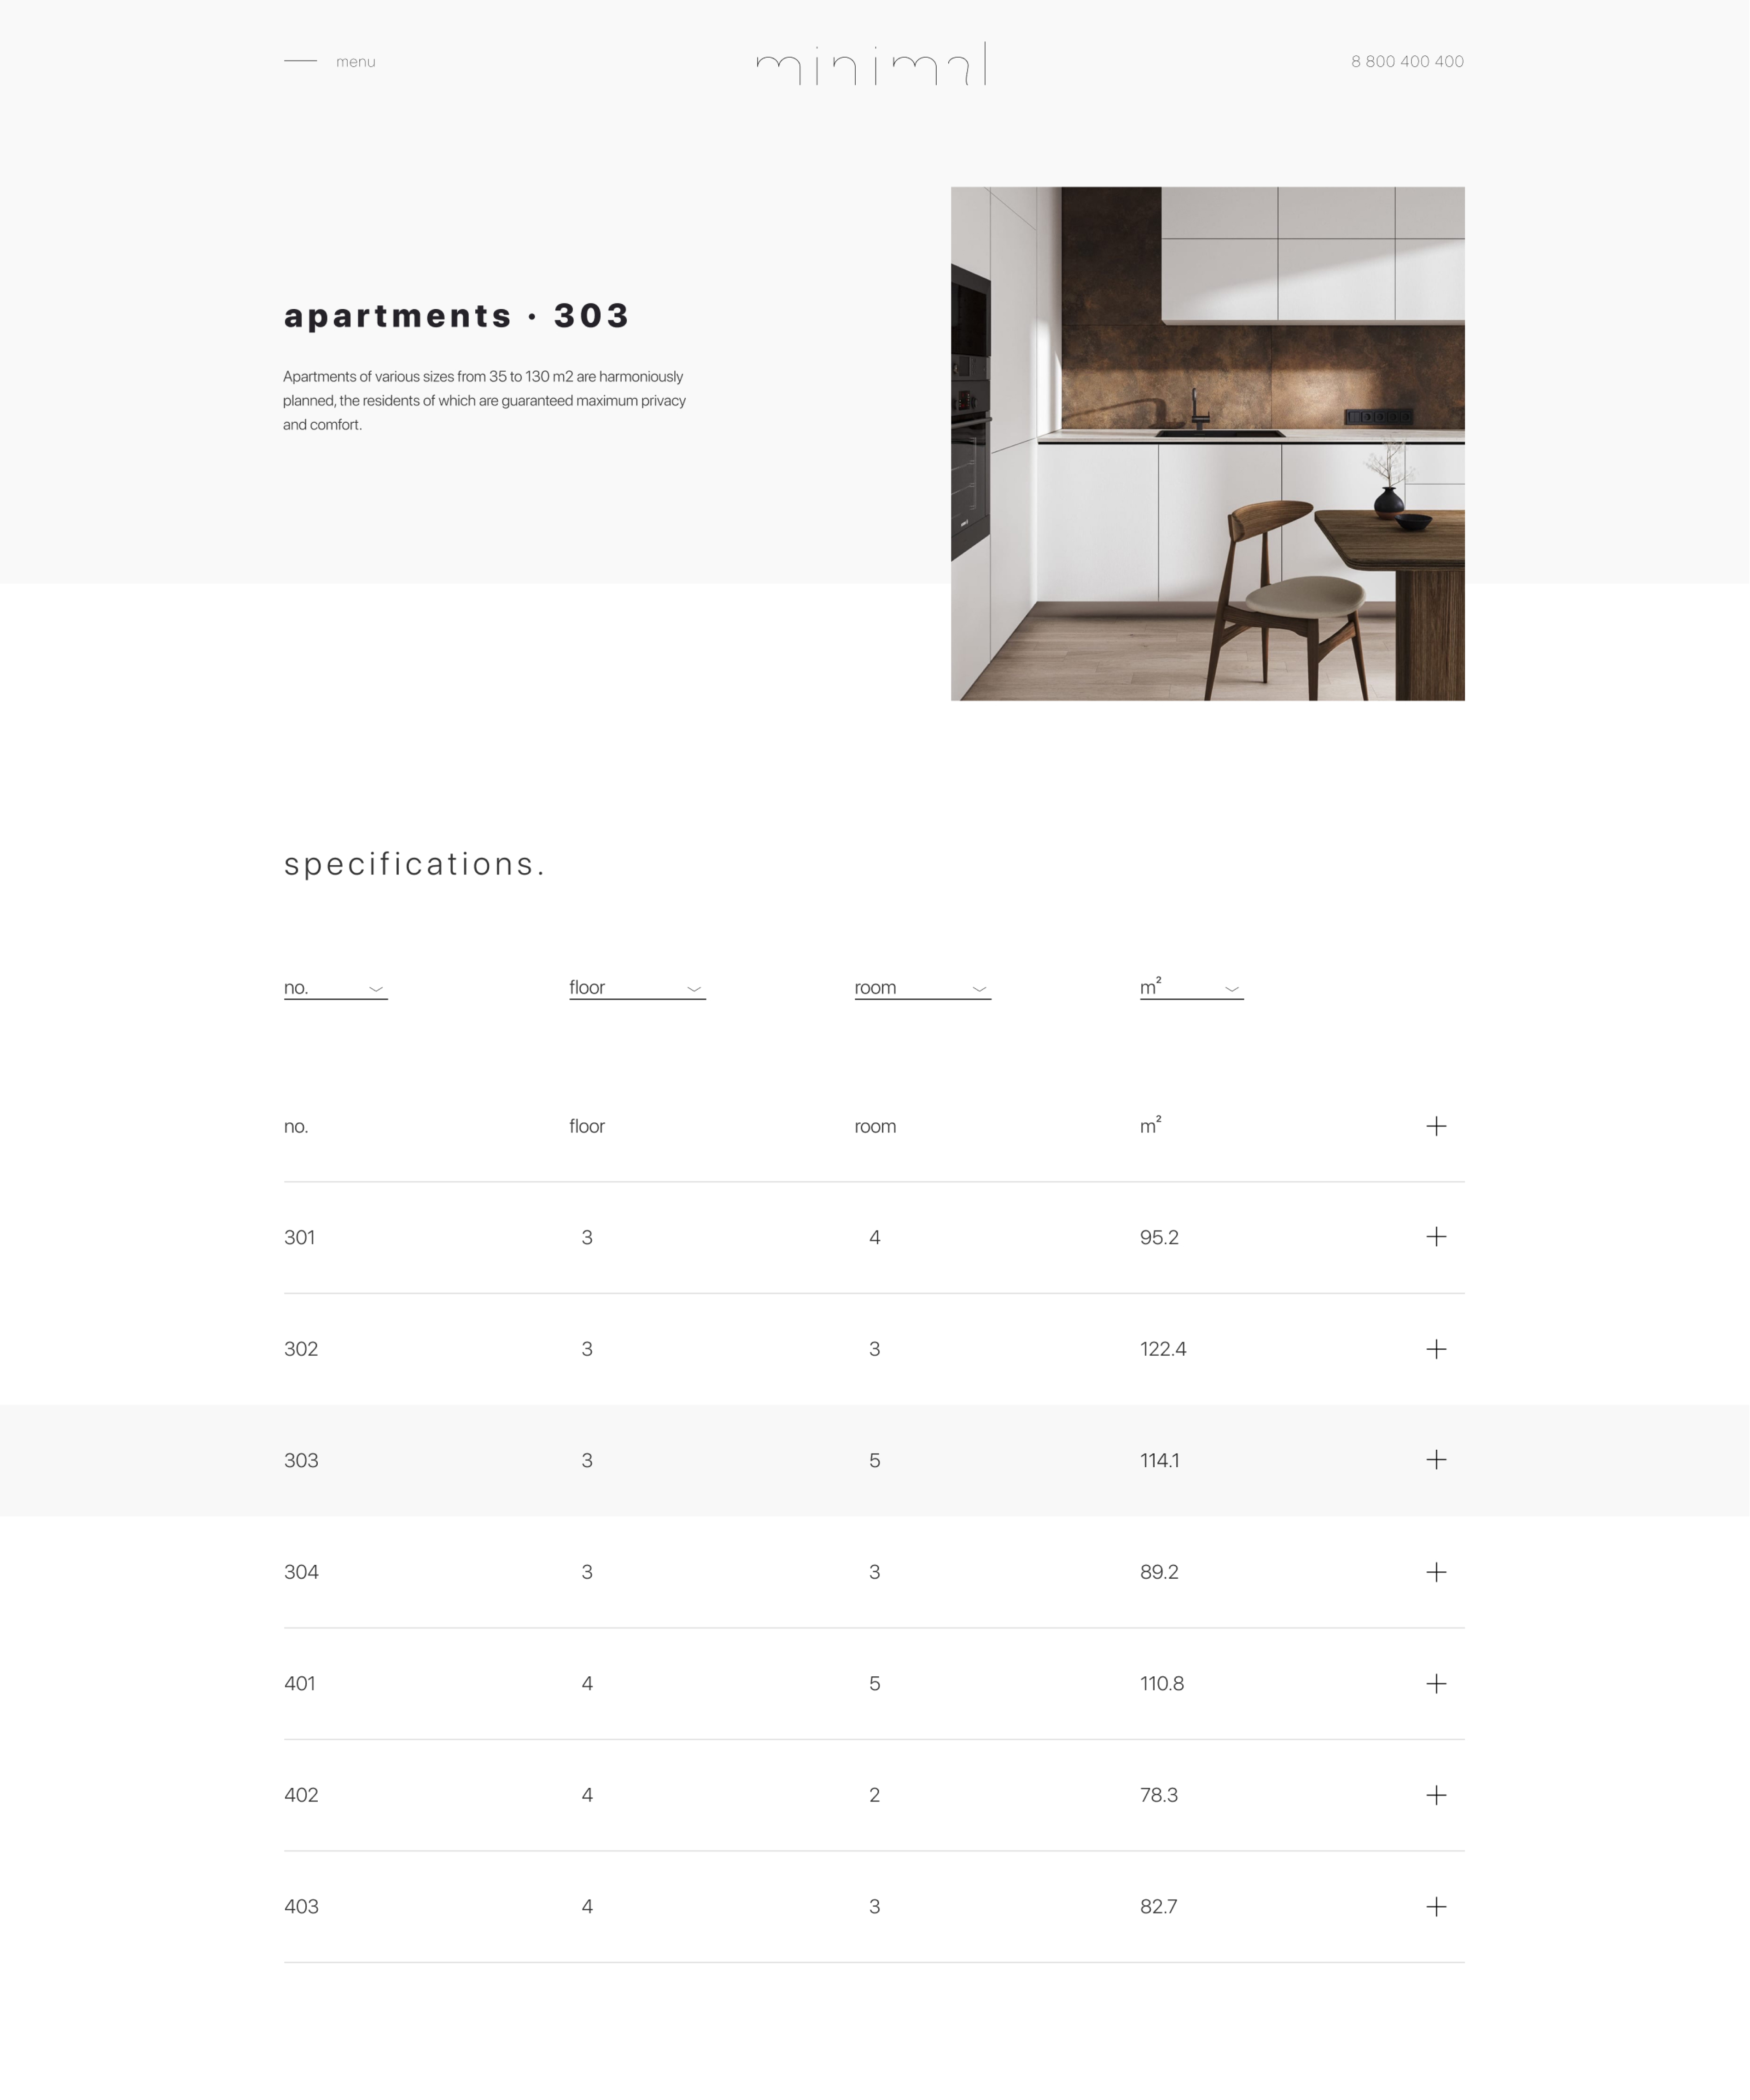 menu
minimal
8 800 400 400
apartments · 303
Apartments of various sizes from 35 to 130 m2 are harmoniously
planned, the residents of which are guaranteed maximum privacy
and comfort.
specifications.
no. floor room m²
no. floor room m² +
301 3 4 95.2 +
302 3 3 122.4 +
303 3 5 114.1 +
304 3 3 89.2 +
401 4 5 110.8 +
402 4 2 78.3 +
403 4 3 82.7 +